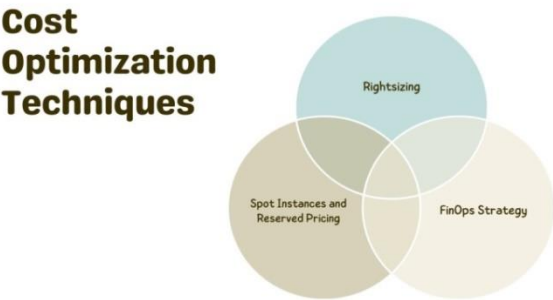 Cost
Optimization
Techniques
Rightsizing
Spot Instances and
Reserved Pricing
FinOps Strategy